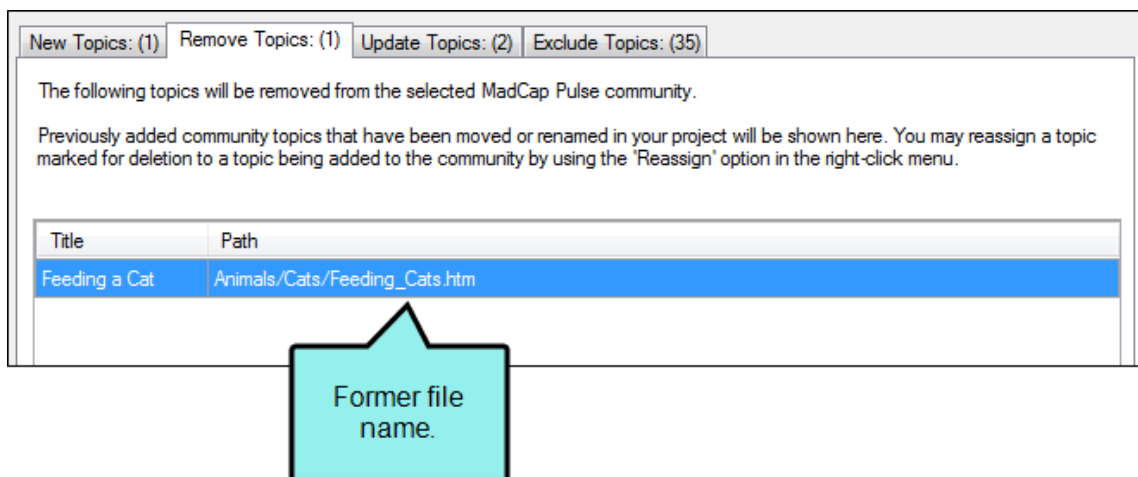 New Topics: (1) Remove Topics: (1) Update Topics: (2) Exclude Topics: (35)
The following topics will be removed from the selected MadCap Pulse community.
Previously added community topics that have been moved or renamed in your project will be shown here. You may reassign a topic
marked for deletion to a topic being added to the community by using the "Reassign" option in the right-click menu.
Title Path
Feeding a Cat Animals/Cats/Feeding_Cats.htm
Former file
name.